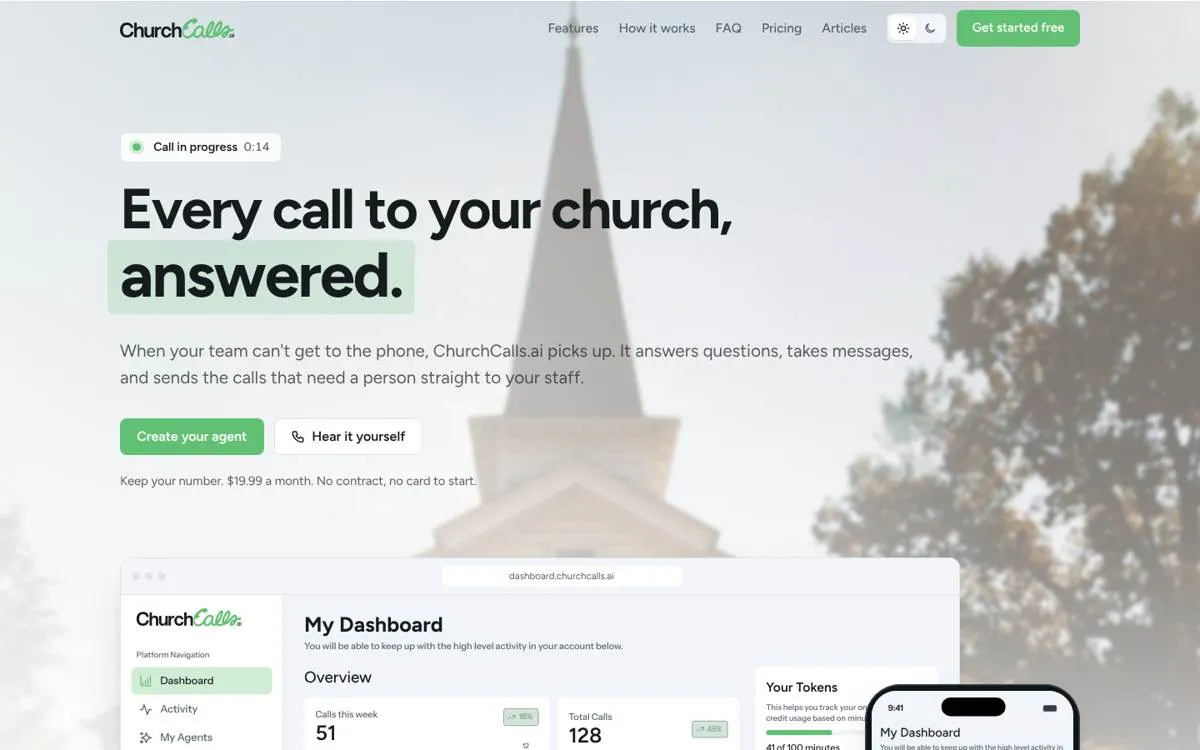 ChurchCalls.ai
Features
How it works
FAQ
Pricing
Articles
Get started free
Call in progress 0:14
Every call to your church,
answered.
When your team can't get to the phone, ChurchCalls.ai picks up. It answers questions, takes messages,
and sends the calls that need a person straight to your staff.
Create your agent
Hear it yourself
Keep your number. $19.99 a month. No contract, no card to start.
dashboard.churchcalls.ai
ChurchCalls.ai
Platform Navigation
Dashboard
Activity
My Agents
My Dashboard
You will be able to keep up with the high level activity in your account below.
Overview
Calls this week
18%
51
12
Total Calls
45%
128
Your Tokens
This helps you track your
credit usage based on
41 of 100 minutes
9:41
My Dashboard
You will be able to keep up with the high level activity in